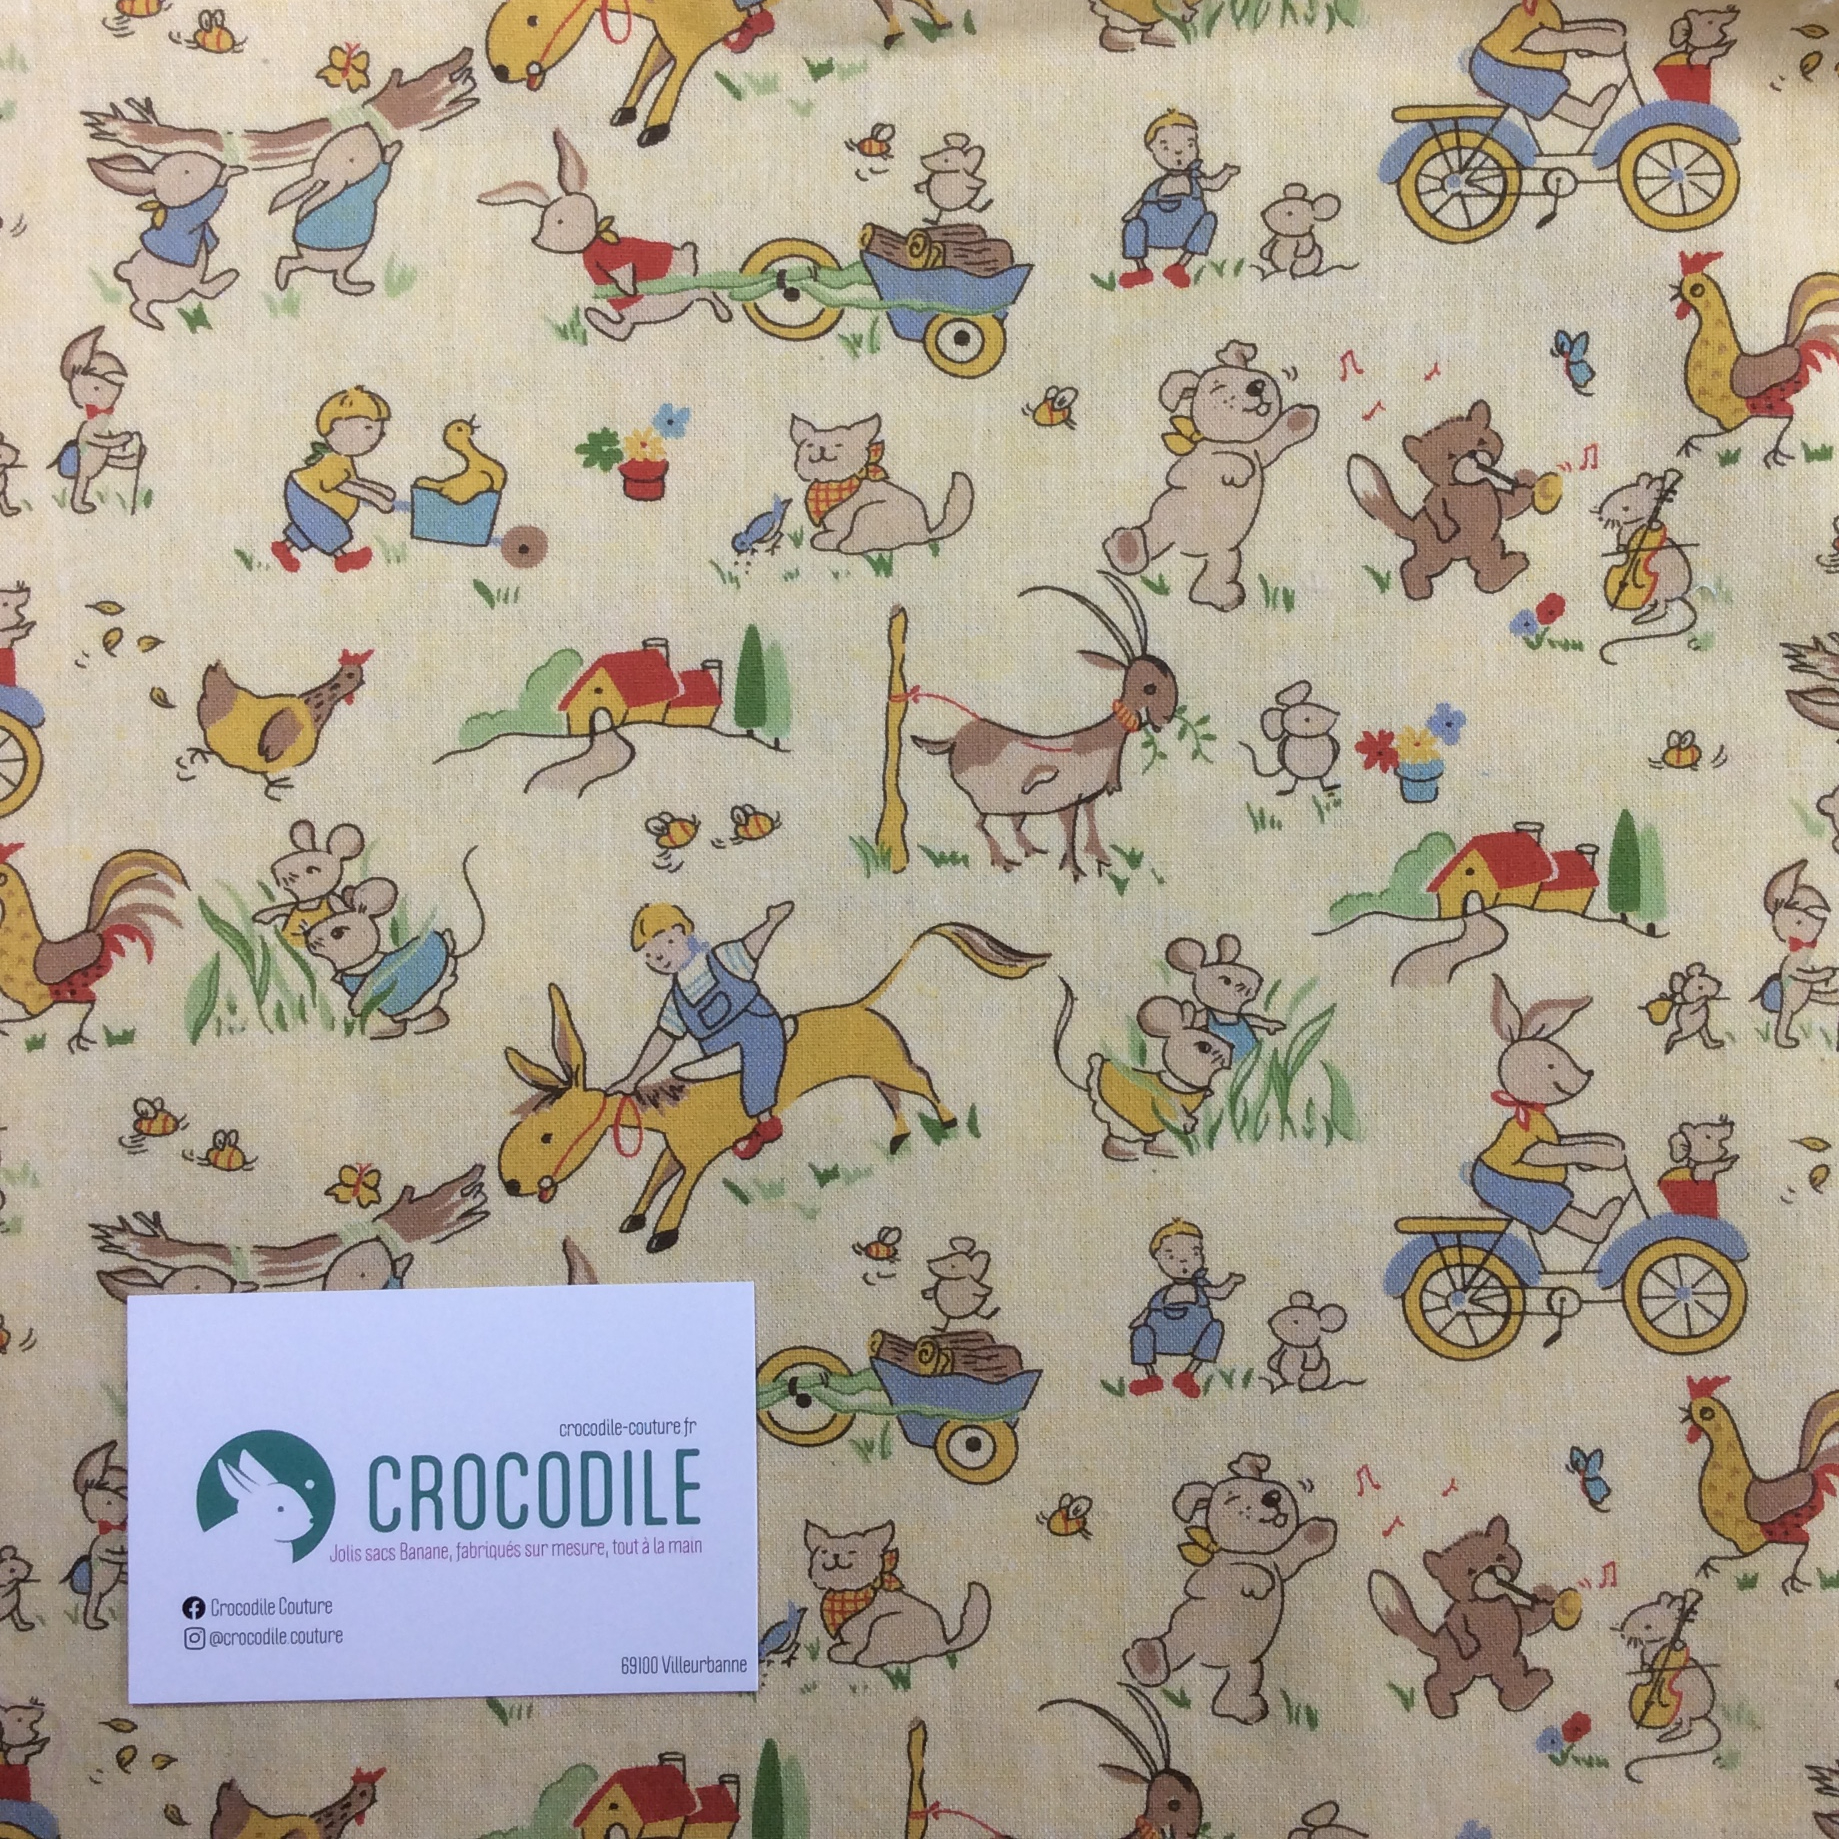 crocodile-couture.fr
CROCODILE
Jolis sacs Banane, fabriqués sur mesure, tout à la main
Crocodile Couture
@crocodile.couture
69100 Villeurbanne